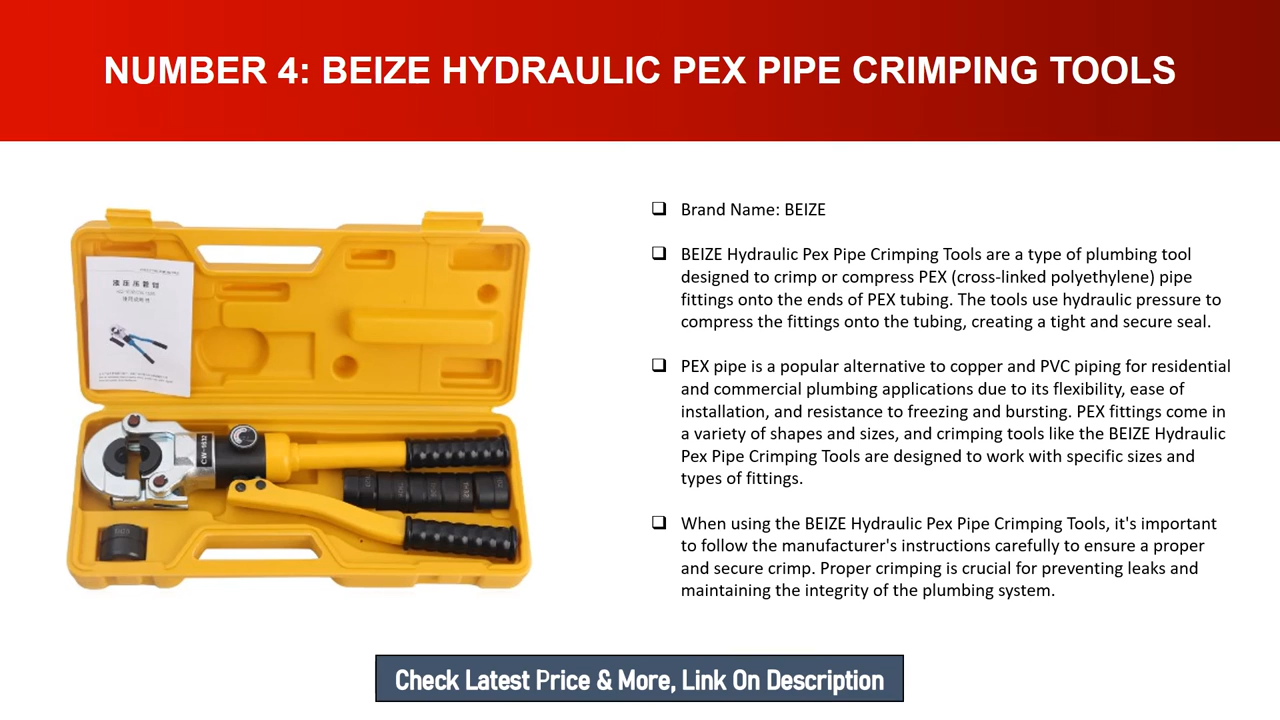 NUMBER 4: BEIZE HYDRAULIC PEX PIPE CRIMPING TOOLS
Brand Name: BEIZE
BEIZE Hydraulic Pex Pipe Crimping Tools are a type of plumbing tool
designed to crimp or compress PEX (cross-linked polyethylene) pipe
fittings onto the ends of PEX tubing. The tools use hydraulic pressure to
compress the fittings onto the tubing, creating a tight and secure seal.
PEX pipe is a popular alternative to copper and PVC piping for residential
and commercial plumbing applications due to its flexibility, ease of
installation, and resistance to freezing and bursting. PEX fittings come in
a variety of shapes and sizes, and crimping tools like the BEIZE Hydraulic
Pex Pipe Crimping Tools are designed to work with specific sizes and
types of fittings.
When using the BEIZE Hydraulic Pex Pipe Crimping Tools, it's important
to follow the manufacturer's instructions carefully to ensure a proper
and secure crimp. Proper crimping is crucial for preventing leaks and
maintaining the integrity of the plumbing system.
液压压管钳
CW-1632
Check Latest Price & More, Link On Description